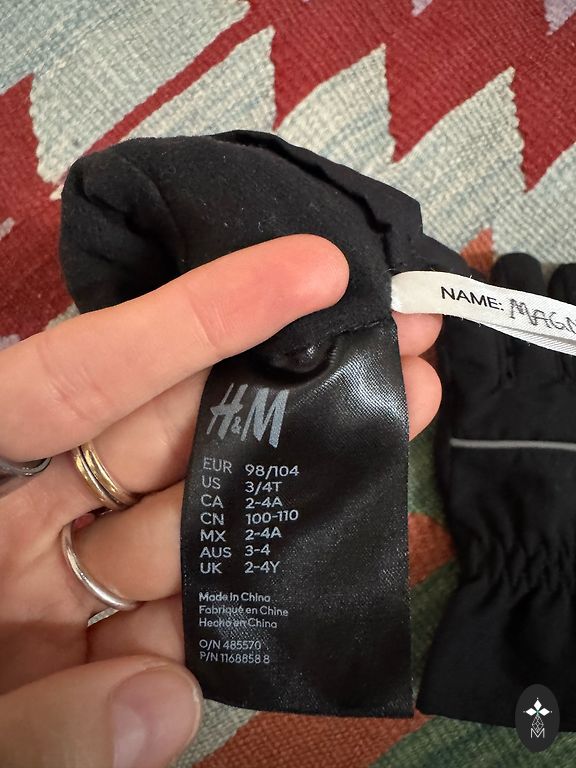 NAME: MAGN
H&M
EUR 98/104
US 3/4T
CA 2-4A
CN 100-110
MX 2-4A
AUS 3-4
UK 2-4Y
Made in China
Fabriqué en Chine
Hecho en China
O/N 485570
P/N 1168858 8
M